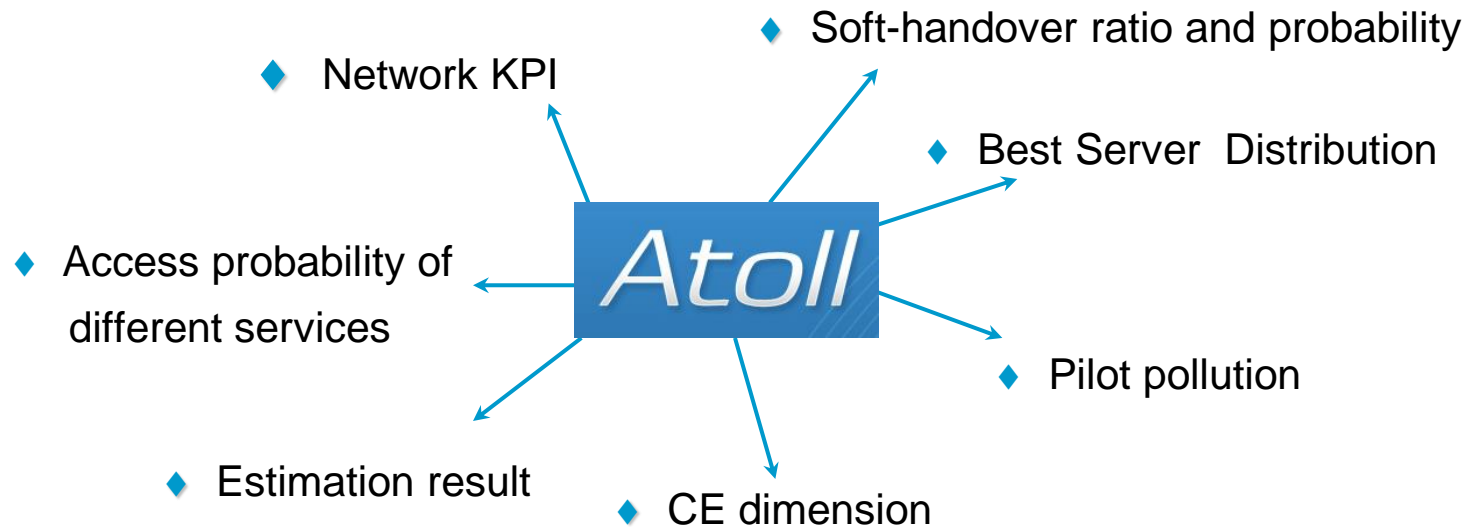 Soft-handover ratio and probability
Network KPI
Best Server Distribution
Atoll
Access probability of
different services
Pilot pollution
Estimation result
CE dimension